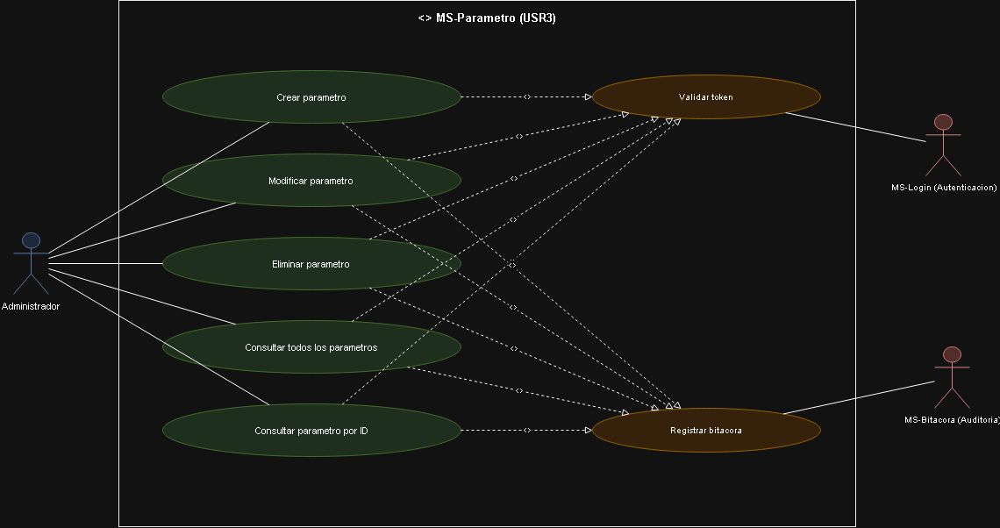 <> MS-Parametro (USR3)
Crear parametro
<>
Validar token
<>
Modificar parametro
<>
MS-Login (Autenticacion)
<>
Eliminar parametro
<>
Administrador
<>
Consultar todos los parametros
<>
<>
Consultar parametro por ID
<>
Registrar bitacora
MS-Bitacora (Auditoria)